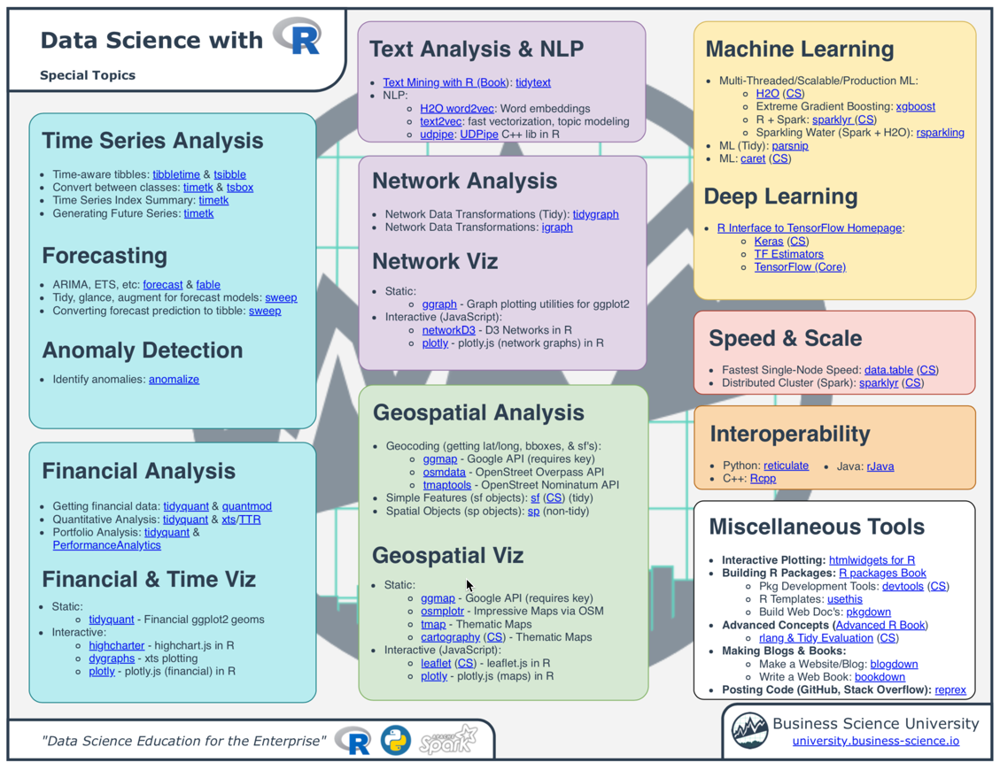 Data Science with R
Special Topics
Time Series Analysis
• Time-aware tibbles: tibbletime & tsibble
• Convert between classes: timetk & tsbox
• Time Series Index Summary: timetk
• Generating Future Series: timetk
Forecasting
• ARIMA, ETS, etc: forecast & fable
• Tidy, glance, augment for forecast models: sweep
• Converting forecast prediction to tibble: sweep
Anomaly Detection
• Identify anomalies: anomalize
Financial Analysis
• Getting financial data: tidyquant & quantmod
• Quantitative Analysis: tidyquant & xts/TTR
• Portfolio Analysis: tidyquant &
PerformanceAnalytics
Financial & Time Viz
• Static:
○ tidyquant - Financial ggplot2 geoms
• Interactive:
○ highcharter - highchart.js in R
○ dygraphs - xts plotting
○ plotly - plotly.js (financial) in R
Text Analysis & NLP
• Text Mining with R (Book): tidytext
• NLP:
○ H2O word2vec: Word embeddings
○ text2vec: fast vectorization, topic modeling
○ udpipe: UDPipe C++ lib in R
Network Analysis
• Network Data Transformations (Tidy): tidygraph
• Network Data Transformations: igraph
Network Viz
• Static:
○ ggraph - Graph plotting utilities for ggplot2
• Interactive (JavaScript):
○ networkD3 - D3 Networks in R
○ plotly - plotly.js (network graphs) in R
Geospatial Analysis
• Geocoding (getting lat/long, bboxes, & sf's):
○ ggmap - Google API (requires key)
○ osmdata - OpenStreet Overpass API
○ tmaptools - OpenStreet Nominatum API
• Simple Features (sf objects): sf (CS) (tidy)
• Spatial Objects (sp objects): sp (non-tidy)
Geospatial Viz
• Static:
○ ggmap - Google API (requires key)
○ osmplotr - Impressive Maps via OSM
○ tmap - Thematic Maps
○ cartography (CS) - Thematic Maps
• Interactive (JavaScript):
○ leaflet (CS) - leaflet.js in R
○ plotly - plotly.js (maps) in R
Machine Learning
• Multi-Threaded/Scalable/Production ML:
○ H2O (CS)
○ Extreme Gradient Boosting: xgboost
○ R + Spark: sparklyr (CS)
○ Sparkling Water (Spark + H2O): rsparkling
• ML (Tidy): parsnip
• ML: caret (CS)
Deep Learning
• R Interface to TensorFlow Homepage:
○ Keras (CS)
○ TF Estimators
○ TensorFlow (Core)
Speed & Scale
• Fastest Single-Node Speed: data.table (CS)
• Distributed Cluster (Spark): sparklyr (CS)
Interoperability
• Python: reticulate • Java: rJava
• C++: Rcpp
Miscellaneous Tools
• Interactive Plotting: htmlwidgets for R
• Building R Packages: R packages Book
○ Pkg Development Tools: devtools (CS)
○ R Templates: usethis
○ Build Web Doc's: pkgdown
• Advanced Concepts (Advanced R Book)
○ rlang & Tidy Evaluation (CS)
• Making Blogs & Books:
○ Make a Website/Blog: blogdown
○ Write a Web Book: bookdown
• Posting Code (GitHub, Stack Overflow): reprex
"Data Science Education for the Enterprise" R Spark
Business Science University
university.business-science.io